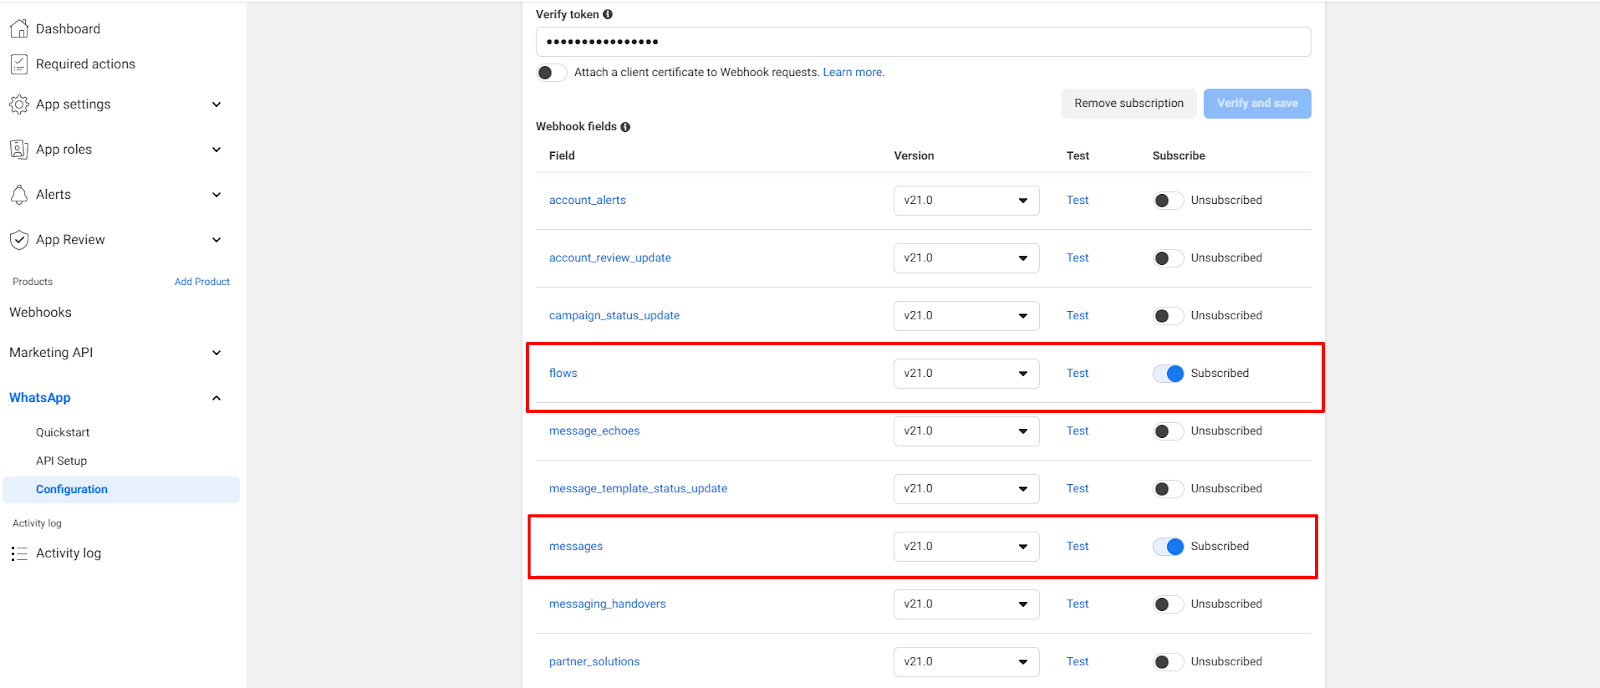 Dashboard
Required actions
App settings
App roles
Alerts
App Review
Products Add Product
Webhooks
Marketing API
WhatsApp
Quickstart
API Setup
Configuration
Activity log
Activity log
Verify token
••••••••••••••••
Attach a client certificate to Webhook requests. Learn more.
Remove subscription Verify and save
Webhook fields
Field Version Test Subscribe
account_alerts v21.0 Test Unsubscribed
account_review_update v21.0 Test Unsubscribed
campaign_status_update v21.0 Test Unsubscribed
flows v21.0 Test Subscribed
message_echoes v21.0 Test Unsubscribed
message_template_status_update v21.0 Test Unsubscribed
messages v21.0 Test Subscribed
messaging_handovers v21.0 Test Unsubscribed
partner_solutions v21.0 Test Unsubscribed